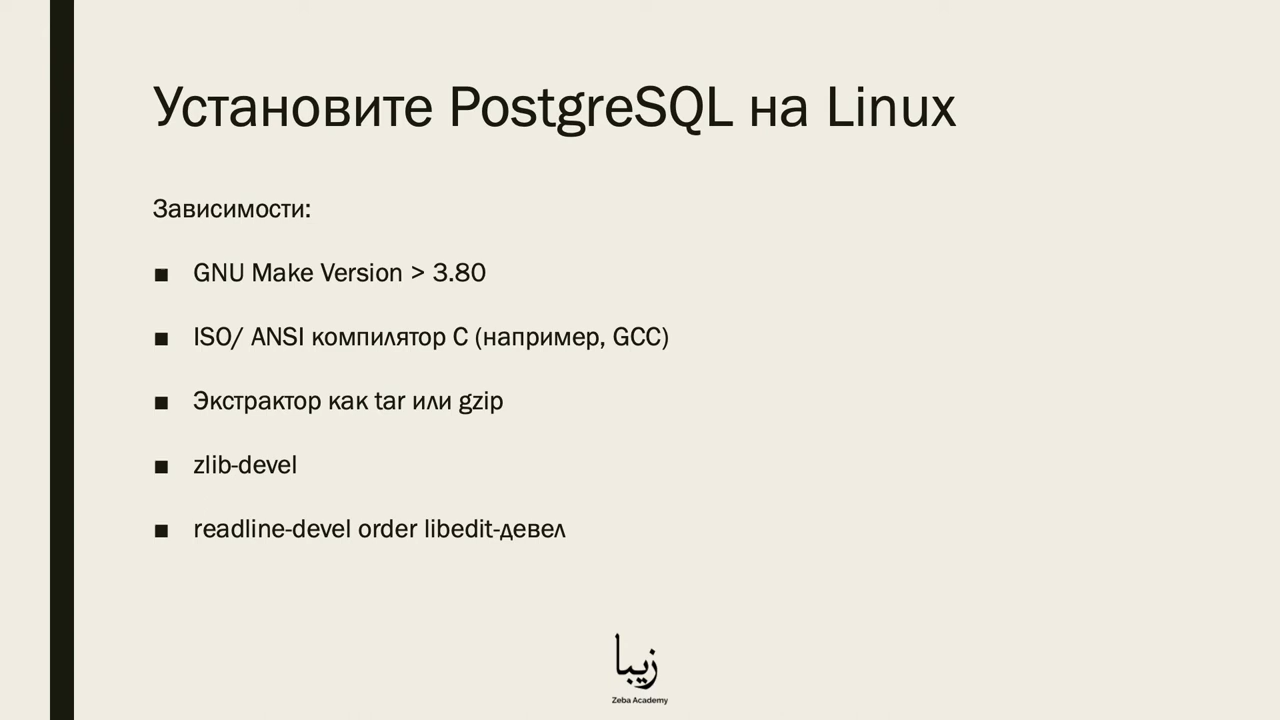 Установите PostgreSQL на Linux
Зависимости:
■ GNU Make Version > 3.80
■ ISO/ ANSI компилятор C (например, GCC)
■ Экстрактор как tar или gzip
■ zlib-devel
■ readline-devel order libedit-девел
زیبا
Zeba Academy